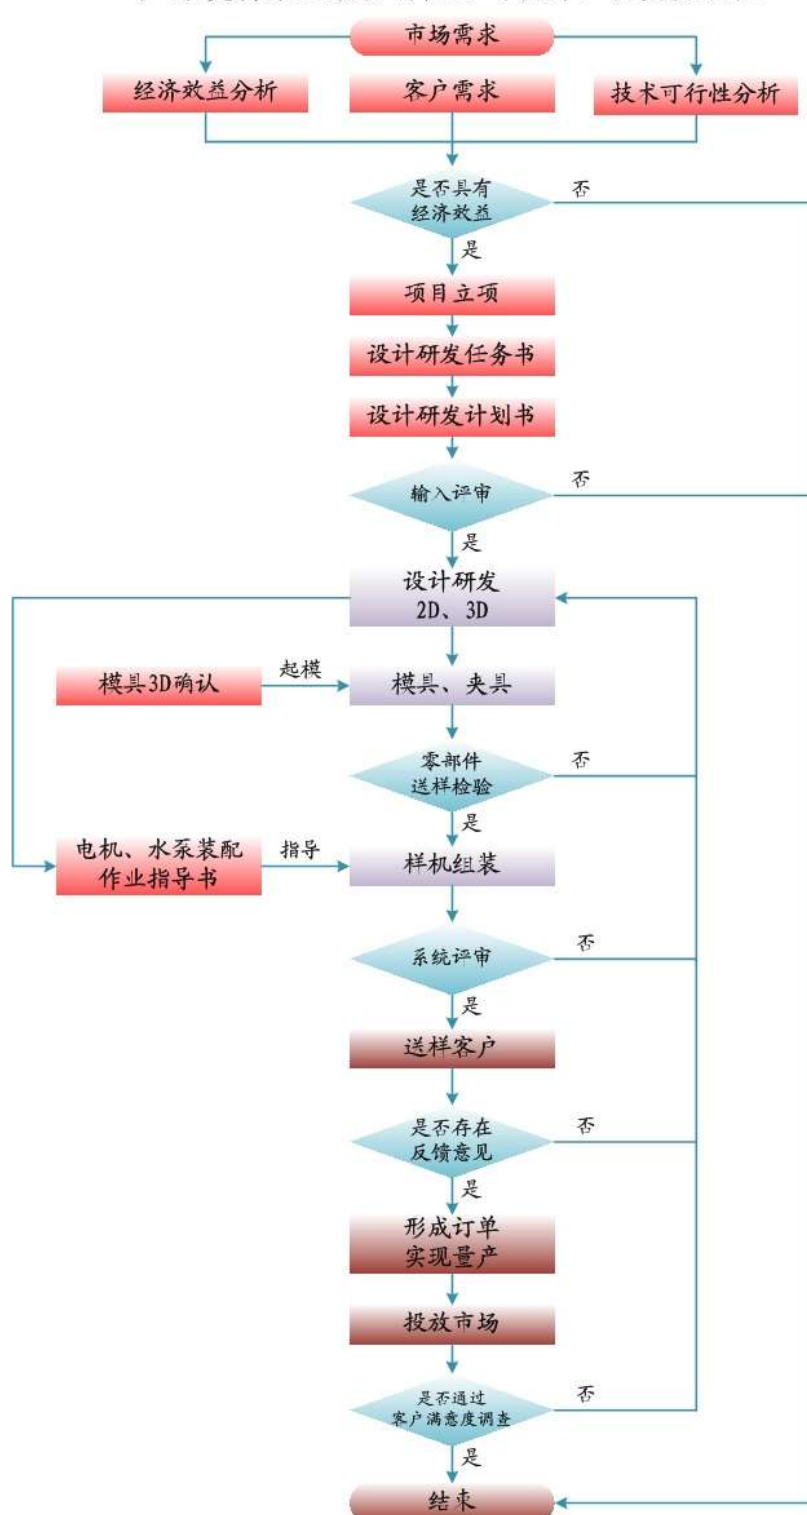 市场需求
经济效益分析
客户需求
技术可行性分析
是否具有
经济效益
否
是
项目立项
设计研发任务书
设计研发计划书
输入评审
否
是
设计研发
2D、3D
模具3D确认
起模
模具、夹具
零部件
送样检验
否
是
电机、水泵装配
作业指导书
指导
样机组装
系统评审
否
是
送样客户
是否存在
反馈意见
否
是
形成订单
实现量产
投放市场
是否通过
客户满意度调查
否
是
结束